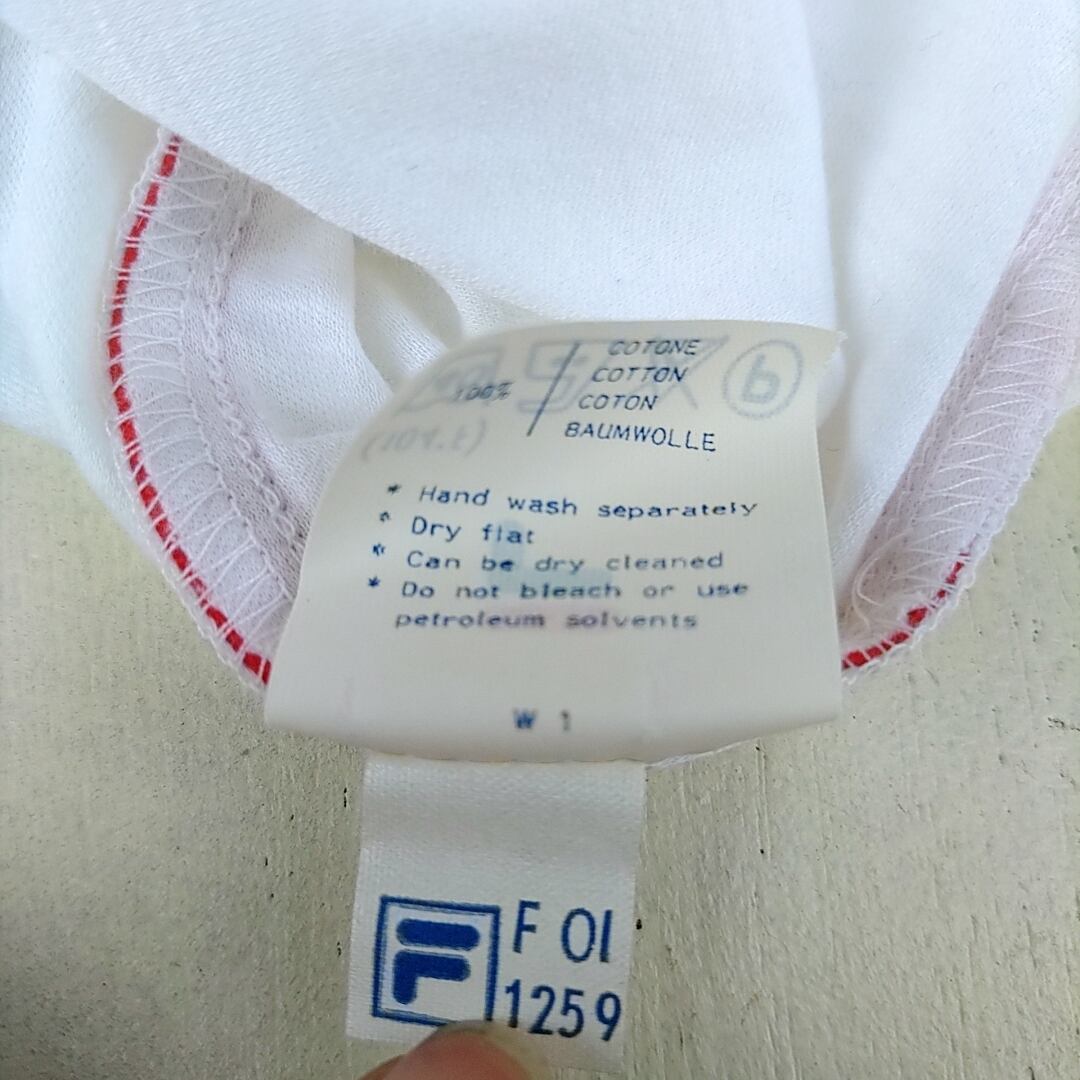 100%
COTONE
COTTON
COTON
BAUMWOLLE
* Hand wash separately
* Dry flat
* Can be dry cleaned
* Do not bleach or use
petroleum solvents
W 1
F F 01
1259